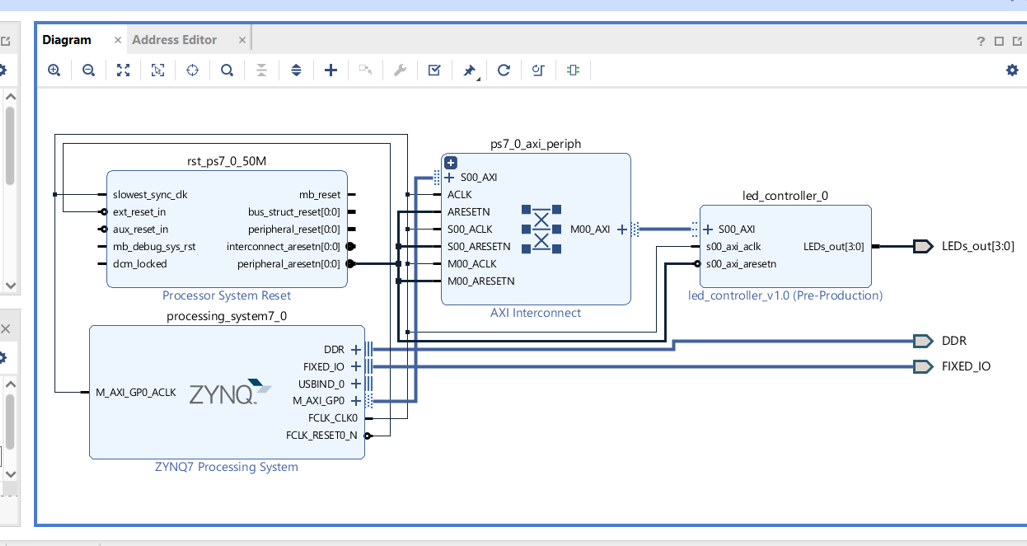 Diagram
Address Editor
rst_ps7_0_50M
slowest_sync_clk
ext_reset_in
aux_reset_in
mb_debug_sys_rst
dcm_locked
mb_reset
bus_struct_reset[0:0]
peripheral_reset[0:0]
interconnect_aresetn[0:0]
peripheral_aresetn[0:0]
Processor System Reset
ps7_0_axi_periph
S00_AXI
ACLK
ARESETN
S00_ACLK
S00_ARESETN
M00_ACLK
M00_ARESETN
M00_AXI
AXI Interconnect
led_controller_0
S00_AXI
s00_axi_aclk
s00_axi_aresetn
LEDs_out[3:0]
led_controller_v1.0 (Pre-Production)
LEDs_out[3:0]
processing_system7_0
M_AXI_GP0_ACLK
ZYNQ.
DDR
FIXED_IO
USBIND_0
M_AXI_GP0
FCLK_CLK0
FCLK_RESET0_N
ZYNQ7 Processing System
DDR
FIXED_IO